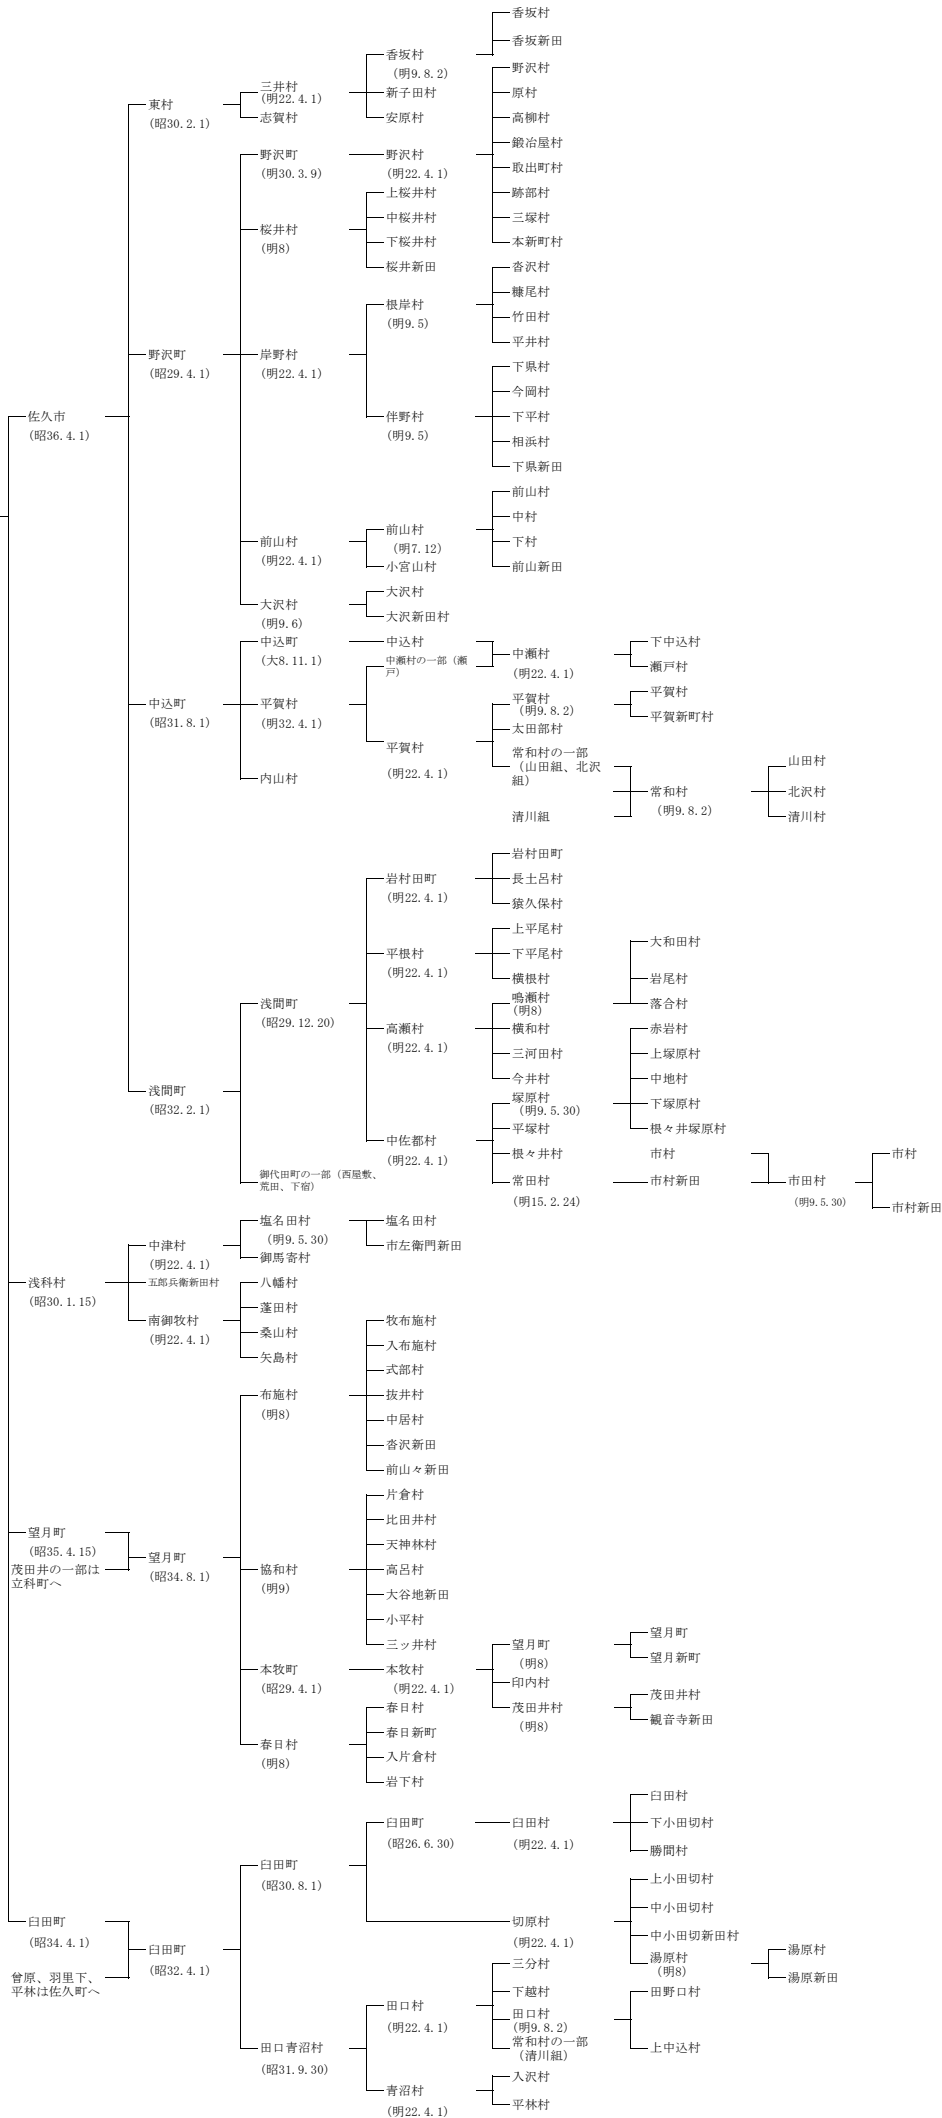 香坂村
香坂新田
香坂村
(明9.8.2)
野沢村
三井村
(明22.4.1)
新子田村
原村
東村
(昭30.2.1)
志賀村
安原村
高柳村
鍛冶屋村
野沢町
(明30.3.9)
野沢村
(明22.4.1)
取出町村
上桜井村
跡部村
中桜井村
三塚村
桜井村
(明8)
下桜井村
本新町村
桜井新田
沓沢村
糠尾村
根岸村
(明9.5)
竹田村
平井村
野沢町
(昭29.4.1)
岸野村
(明22.4.1)
下県村
今岡村
佐久市
(昭36.4.1)
伴野村
(明9.5)
下平村
相浜村
下県新田
前山村
中村
前山村
(明22.4.1)
前山村
(明7.12)
下村
小宮山村
前山新田
大沢村
(明9.6)
大沢村
大沢新田村
中込町
(大8.11.1)
中込村
中瀬村
(明22.4.1)
下中込村
中瀬村の一部（瀬
戸）
瀬戸村
中込町
(昭31.8.1)
平賀村
(明32.4.1)
平賀村
(明9.8.2)
平賀村
平賀新町村
太田部村
平賀村
(明22.4.1)
常和村の一部
（山田組、北沢
組）
山田村
内山村
常和村
(明9.8.2)
北沢村
清川組
清川村
岩村田町
岩村田町
(明22.4.1)
長土呂村
猿久保村
上平尾村
平根村
(明22.4.1)
下平尾村
大和田村
横根村
岩尾村
浅間町
(昭29.12.20)
鳴瀬村
(明8)
落合村
高瀬村
(明22.4.1)
横和村
赤岩村
三河田村
上塚原村
今井村
中地村
浅間町
(昭32.2.1)
塚原村
(明9.5.30)
下塚原村
平塚村
根々井塚原村
中佐都村
(明22.4.1)
根々井村
市村
市村
御代田町の一部（西屋敷、
荒田、下宿）
常田村
(明15.2.24)
市村新田
市田村
(明9.5.30)
市村新田
塩名田村
(明9.5.30)
塩名田村
中津村
(明22.4.1)
市左衛門新田
御馬寄村
浅科村
(昭30.1.15)
五郎兵衛新田村
八幡村
蓬田村
南御牧村
(明22.4.1)
桑山村
矢島村
牧布施村
入布施村
式部村
布施村
(明8)
抜井村
中居村
沓沢新田
前山々新田
片倉村
望月町
(昭35.4.15)
比田井村
望月町
(昭34.8.1)
天神林村
茂田井の一部は
立科町へ
協和村
(明9)
高呂村
大谷地新田
小平村
三ッ井村
望月町
(明8)
望月町
望月新町
本牧町
(昭29.4.1)
本牧村
(明22.4.1)
印内村
茂田井村
(明8)
茂田井村
観音寺新田
春日村
春日新町
春日村
(明8)
入片倉村
岩下村
臼田村
臼田町
(昭26.6.30)
臼田村
(明22.4.1)
下小田切村
勝間村
臼田町
(昭30.8.1)
上小田切村
中小田切村
臼田町
(昭34.4.1)
切原村
(明22.4.1)
中小田切新田村
臼田町
(昭32.4.1)
湯原村
(明8)
湯原村
湯原新田
曾原、羽里下、
平林は佐久町へ
三分村
下越村
田口村
(明22.4.1)
田口村
(明9.8.2)
田野口村
上中込村
田口青沼村
(昭31.9.30)
常和村の一部
（清川組）
青沼村
(明22.4.1)
入沢村
平林村